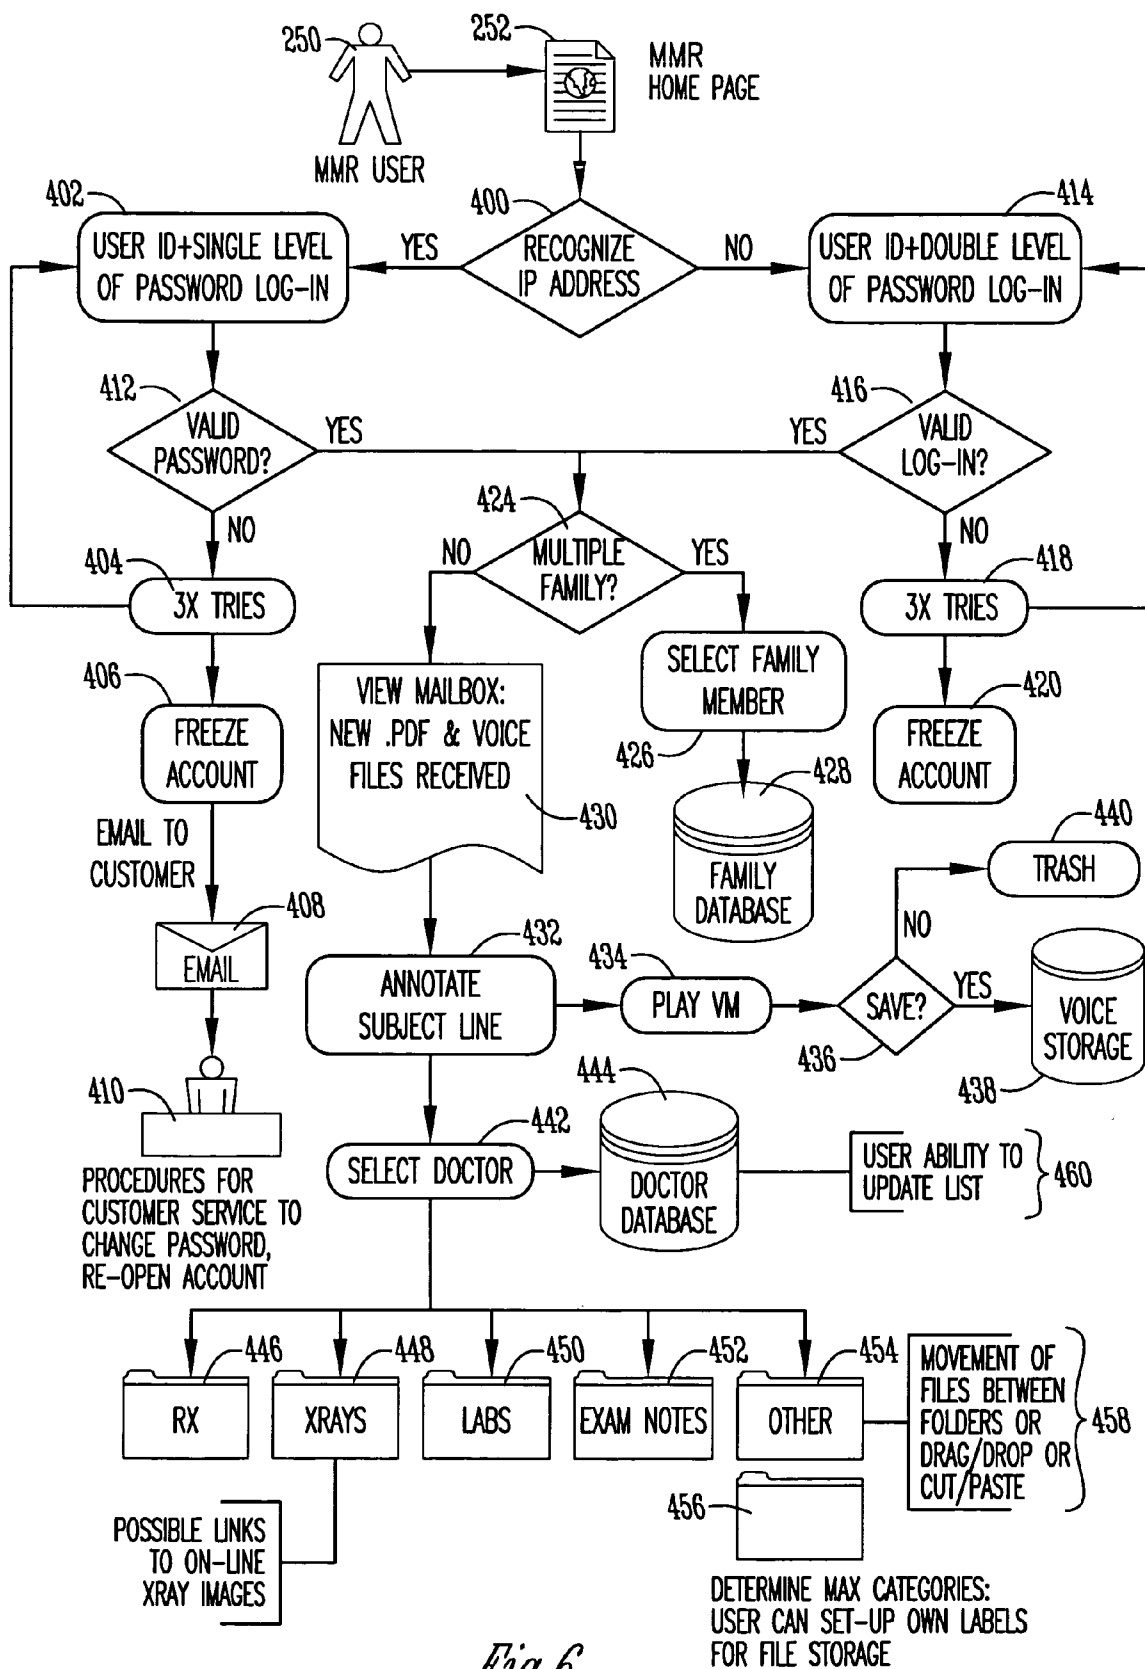 250
252
MMR
HOME PAGE
MMR USER
402
400
414
USER ID+SINGLE LEVEL
OF PASSWORD LOG-IN
YES
RECOGNIZE
IP ADDRESS
NO
USER ID+DOUBLE LEVEL
OF PASSWORD LOG-IN
412
VALID
PASSWORD?
YES
416
YES
VALID
LOG-IN?
NO
424
NO
MULTIPLE
FAMILY?
YES
NO
404
3X TRIES
418
3X TRIES
406
FREEZE
ACCOUNT
VIEW MAILBOX:
NEW .PDF & VOICE
FILES RECEIVED
430
SELECT FAMILY
MEMBER
426
420
FREEZE
ACCOUNT
428
FAMILY
DATABASE
EMAIL TO
CUSTOMER
408
EMAIL
440
TRASH
NO
432
ANNOTATE
SUBJECT LINE
434
PLAY VM
SAVE?
436
YES
VOICE
STORAGE
438
410
PROCEDURES FOR
CUSTOMER SERVICE TO
CHANGE PASSWORD,
RE-OPEN ACCOUNT
442
SELECT DOCTOR
444
DOCTOR
DATABASE
USER ABILITY TO
UPDATE LIST
460
446
RX
448
XRAYS
450
LABS
452
EXAM NOTES
454
OTHER
MOVEMENT OF
FILES BETWEEN
FOLDERS OR
DRAG/DROP OR
CUT/PASTE
458
POSSIBLE LINKS
TO ON-LINE
XRAY IMAGES
456
DETERMINE MAX CATEGORIES:
USER CAN SET-UP OWN LABELS
FOR FILE STORAGE
Fig.6